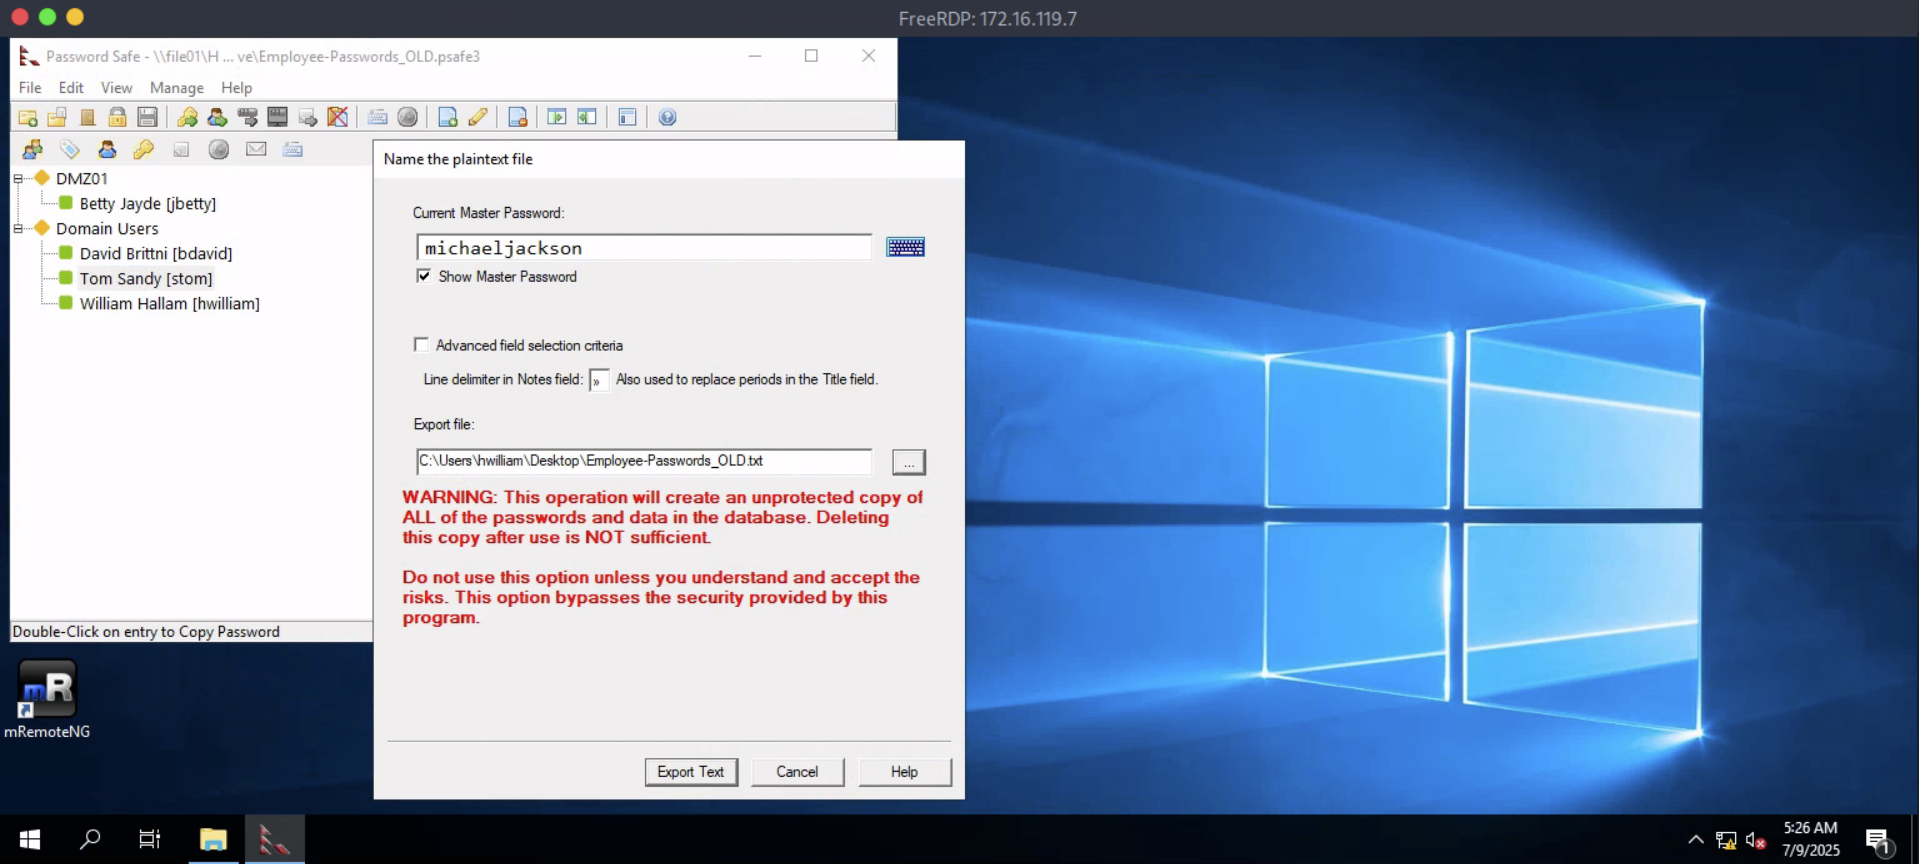 FreeRDP: 172.16.119.7
Password Safe - \\file01\H ... ve\Employee-Passwords_OLD.psafe3
File Edit View Manage Help
DMZ01
Betty Jayde [jbetty]
Domain Users
David Brittni [bdavid]
Tom Sandy [stom]
William Hallam [hwilliam]
Double-Click on entry to Copy Password
Name the plaintext file
Current Master Password:
michaeljackson
Show Master Password
Advanced field selection criteria
Line delimiter in Notes field: » Also used to replace periods in the Title field.
Export file:
C:\Users\hwilliam\Desktop\Employee-Passwords_OLD.txt
...
WARNING: This operation will create an unprotected copy of
ALL of the passwords and data in the database. Deleting
this copy after use is NOT sufficient.
Do not use this option unless you understand and accept the
risks. This option bypasses the security provided by this
program.
Export Text Cancel Help
mR
mRemoteNG
5:26 AM
7/9/2025
1